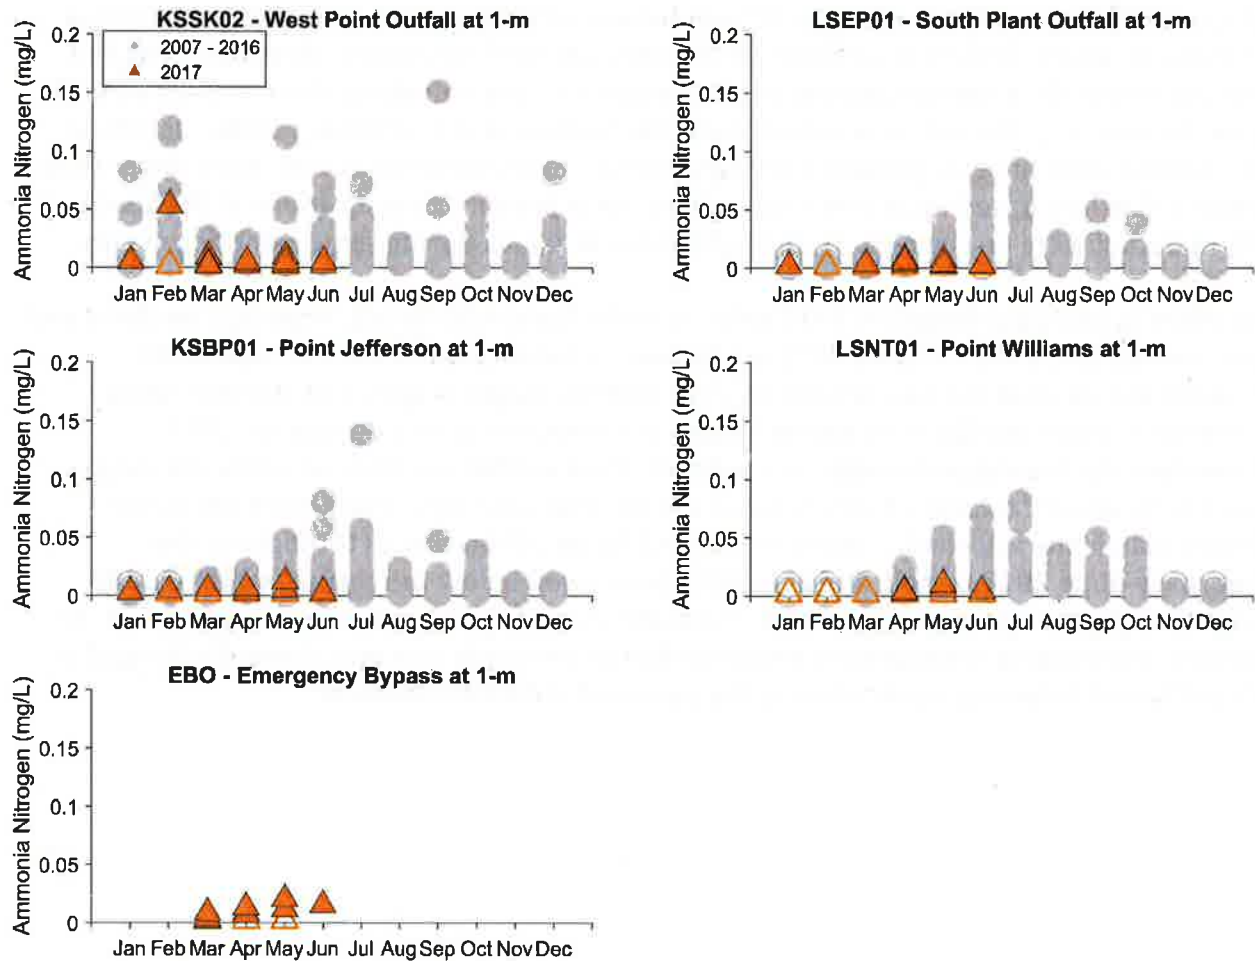 KSSK02 - West Point Outfall at 1-m
Ammonia Nitrogen (mg/L)
0.2
0.15
0.1
0.05
0
2007 - 2016
2017
Jan Feb Mar Apr May Jun Jul Aug Sep Oct Nov Dec
LSEP01 - South Plant Outfall at 1-m
Ammonia Nitrogen (mg/L)
0.2
0.15
0.1
0.05
0
Jan Feb Mar Apr May Jun Jul Aug Sep Oct Nov Dec
KSBP01 - Point Jefferson at 1-m
Ammonia Nitrogen (mg/L)
0.2
0.15
0.1
0.05
0
Jan Feb Mar Apr May Jun Jul Aug Sep Oct Nov Dec
LSNT01 - Point Williams at 1-m
Ammonia Nitrogen (mg/L)
0.2
0.15
0.1
0.05
0
Jan Feb Mar Apr May Jun Jul Aug Sep Oct Nov Dec
EBO - Emergency Bypass at 1-m
Ammonia Nitrogen (mg/L)
0.2
0.15
0.1
0.05
0
Jan Feb Mar Apr May Jun Jul Aug Sep Oct Nov Dec